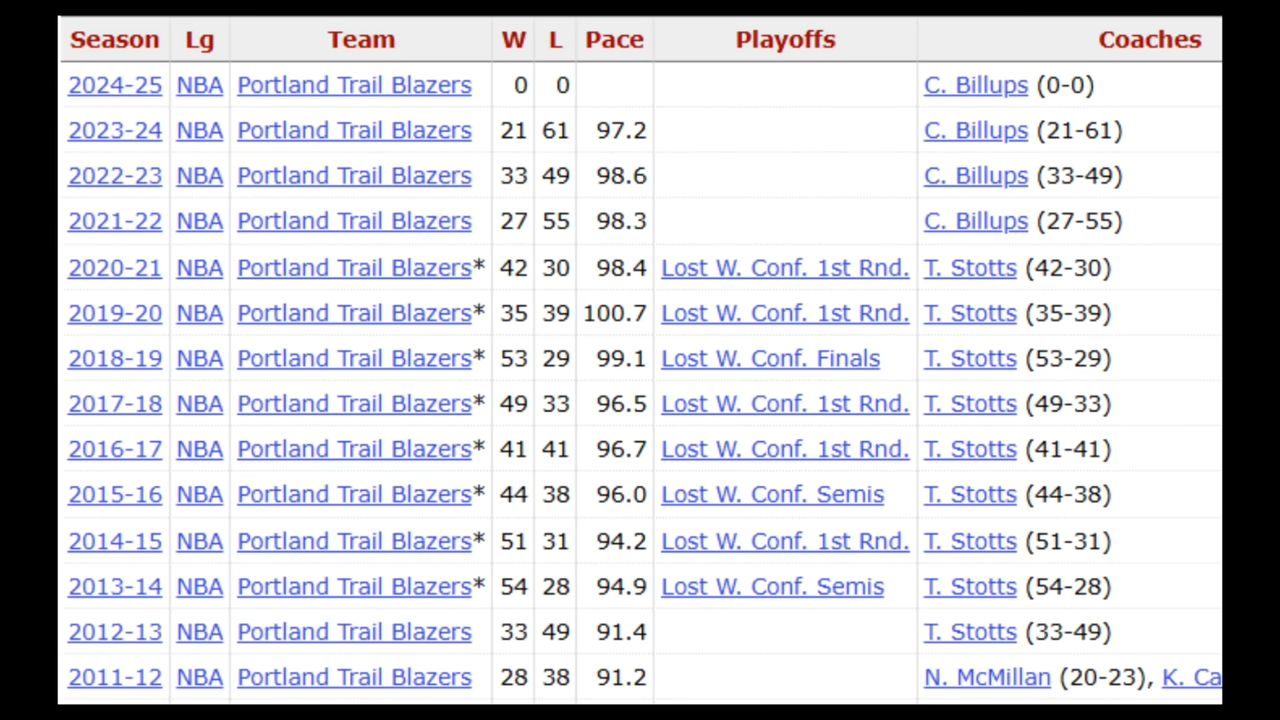 Season Lg Team W L Pace Playoffs Coaches
2024-25 NBA Portland Trail Blazers 0 0 C. Billups (0-0)
2023-24 NBA Portland Trail Blazers 21 61 97.2 C. Billups (21-61)
2022-23 NBA Portland Trail Blazers 33 49 98.6 C. Billups (33-49)
2021-22 NBA Portland Trail Blazers 27 55 98.3 C. Billups (27-55)
2020-21 NBA Portland Trail Blazers* 42 30 98.4 Lost W. Conf. 1st Rnd. T. Stotts (42-30)
2019-20 NBA Portland Trail Blazers* 35 39 100.7 Lost W. Conf. 1st Rnd. T. Stotts (35-39)
2018-19 NBA Portland Trail Blazers* 53 29 99.1 Lost W. Conf. Finals T. Stotts (53-29)
2017-18 NBA Portland Trail Blazers* 49 33 96.5 Lost W. Conf. 1st Rnd. T. Stotts (49-33)
2016-17 NBA Portland Trail Blazers* 41 41 96.7 Lost W. Conf. 1st Rnd. T. Stotts (41-41)
2015-16 NBA Portland Trail Blazers* 44 38 96.0 Lost W. Conf. Semis T. Stotts (44-38)
2014-15 NBA Portland Trail Blazers* 51 31 94.2 Lost W. Conf. 1st Rnd. T. Stotts (51-31)
2013-14 NBA Portland Trail Blazers* 54 28 94.9 Lost W. Conf. Semis T. Stotts (54-28)
2012-13 NBA Portland Trail Blazers 33 49 91.4 T. Stotts (33-49)
2011-12 NBA Portland Trail Blazers 28 38 91.2 N. McMillan (20-23), K. Ca